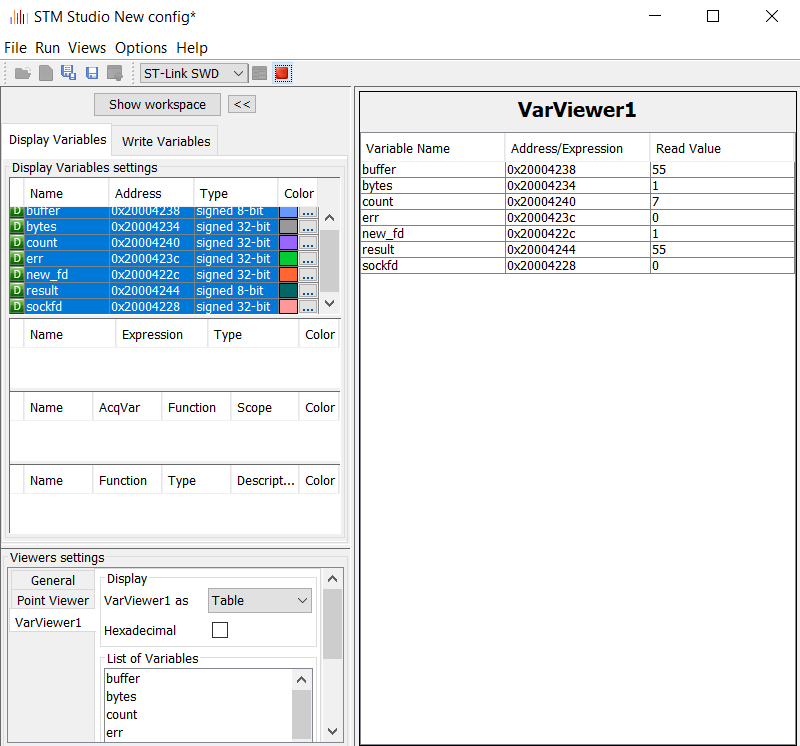 STM Studio New config*
File Run Views Options Help
ST-Link SWD
Show workspace <<
Display Variables Write Variables
Display Variables settings
Name Address Type Color
D buffer 0x20004238 signed 8-bit ...
D bytes 0x20004234 signed 32-bit ...
D count 0x20004240 signed 32-bit ...
D err 0x2000423c signed 32-bit ...
D new_fd 0x2000422c signed 32-bit ...
D result 0x20004244 signed 8-bit ...
D sockfd 0x20004228 signed 32-bit ...
Name Expression Type Color
Name AcqVar Function Scope Color
Name Function Type Descript... Color
Viewers settings
General
Point Viewer
VarViewer1
Display
VarViewer1 as Table
Hexadecimal
List of Variables
buffer
bytes
count
err
VarViewer1
Variable Name Address/Expression Read Value
buffer 0x20004238 55
bytes 0x20004234 1
count 0x20004240 7
err 0x2000423c 0
new_fd 0x2000422c 1
result 0x20004244 55
sockfd 0x20004228 0